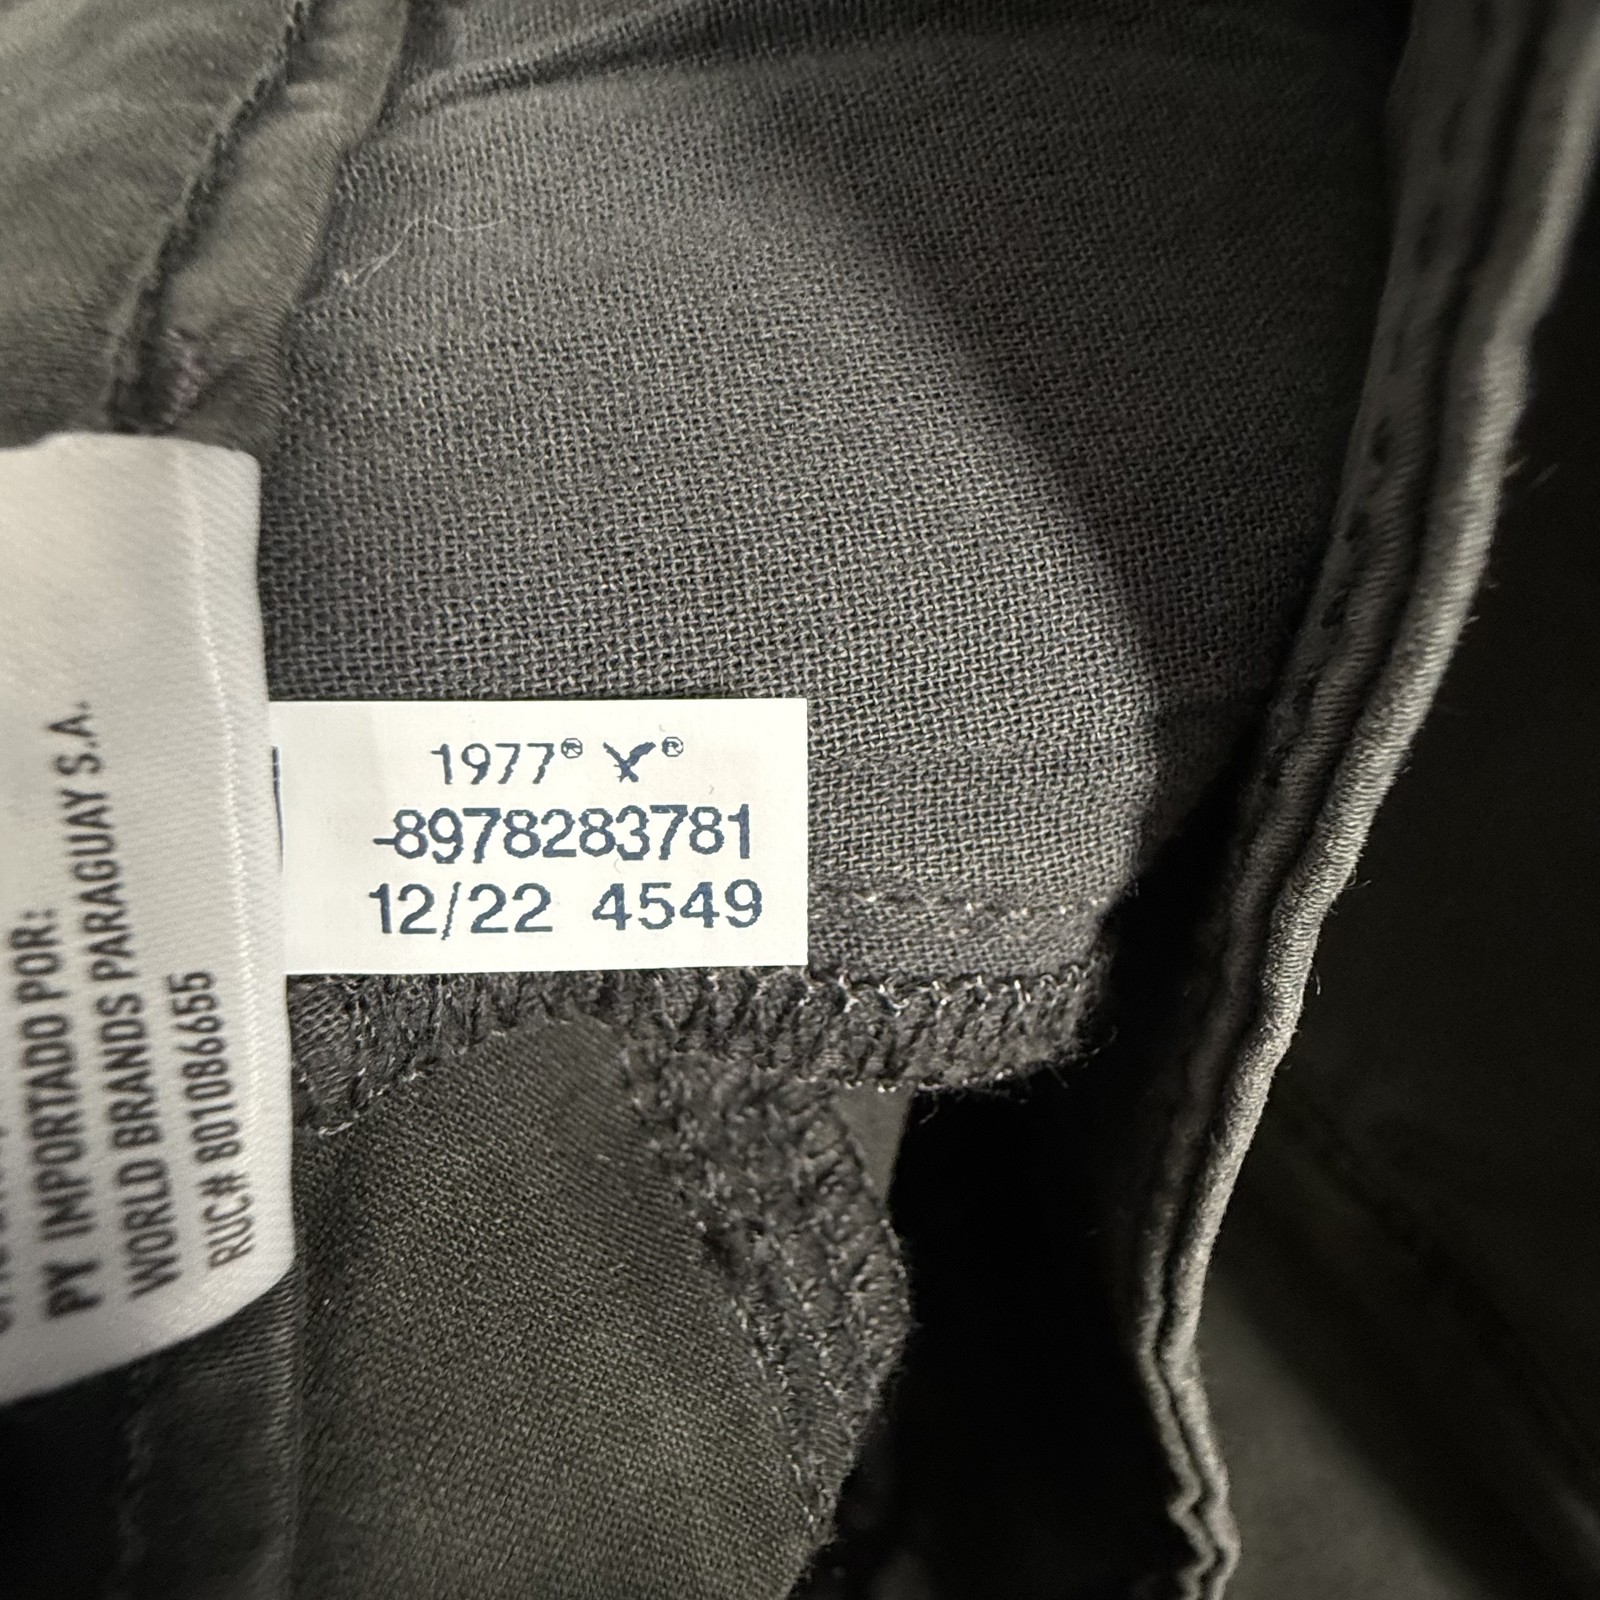 1977® ®
-8978283781
12/22 4549
PY IMPORTADO POR:
WORLD BRANDS PARAGUAY S.A.
RUC# 801086655